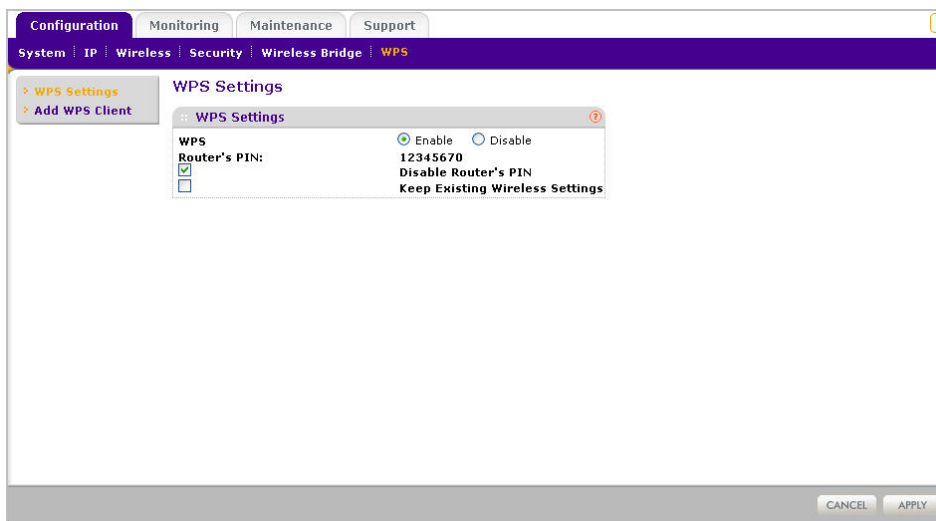 Configuration Monitoring Maintenance Support
System IP Wireless Security Wireless Bridge WPS
WPS Settings
Add WPS Client
WPS Settings
WPS Settings ?
WPS Enable Disable
Router's PIN: 12345670
Disable Router's PIN
Keep Existing Wireless Settings
CANCEL APPLY